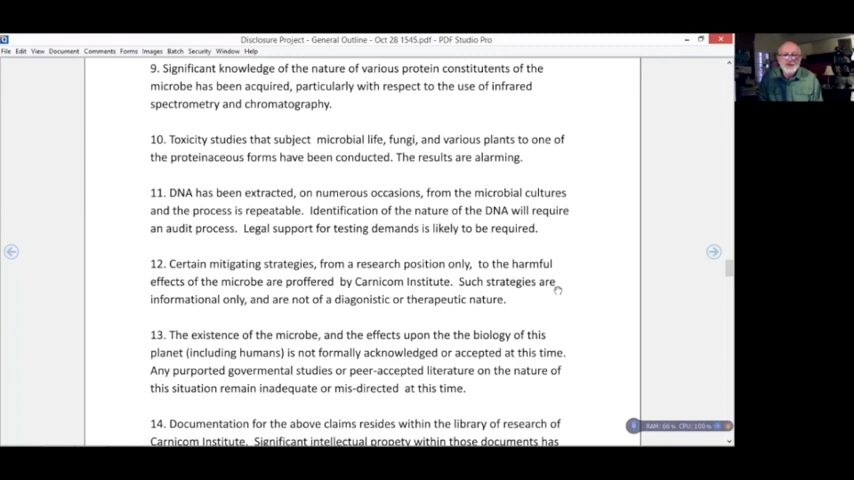 Disclosure Project - General Outline - Oct 28 1545.pdf - PDF Studio Pro
File Edit View Document Comments Forms Images Batch Security Window Help
9. Significant knowledge of the nature of various protein constitutents of the
microbe has been acquired, particularly with respect to the use of infrared
spectrometry and chromatography.
10. Toxicity studies that subject microbial life, fungi, and various plants to one of
the proteinaceous forms have been conducted. The results are alarming.
11. DNA has been extracted, on numerous occasions, from the microbial cultures
and the process is repeatable. Identification of the nature of the DNA will require
an audit process. Legal support for testing demands is likely to be required.
12. Certain mitigating strategies, from a research position only, to the harmful
effects of the microbe are proffered by Carnicom Institute. Such strategies are
informational only, and are not of a diagonistic or therapeutic nature.
13. The existence of the microbe, and the effects upon the the biology of this
planet (including humans) is not formally acknowledged or accepted at this time.
Any purported govermental studies or peer-accepted literature on the nature of
this situation remain inadequate or mis-directed at this time.
14. Documentation for the above claims resides within the library of research of
Carnicom Institute. Significant intellectual propety within those documents has
RAM: 66% CPU: 100%